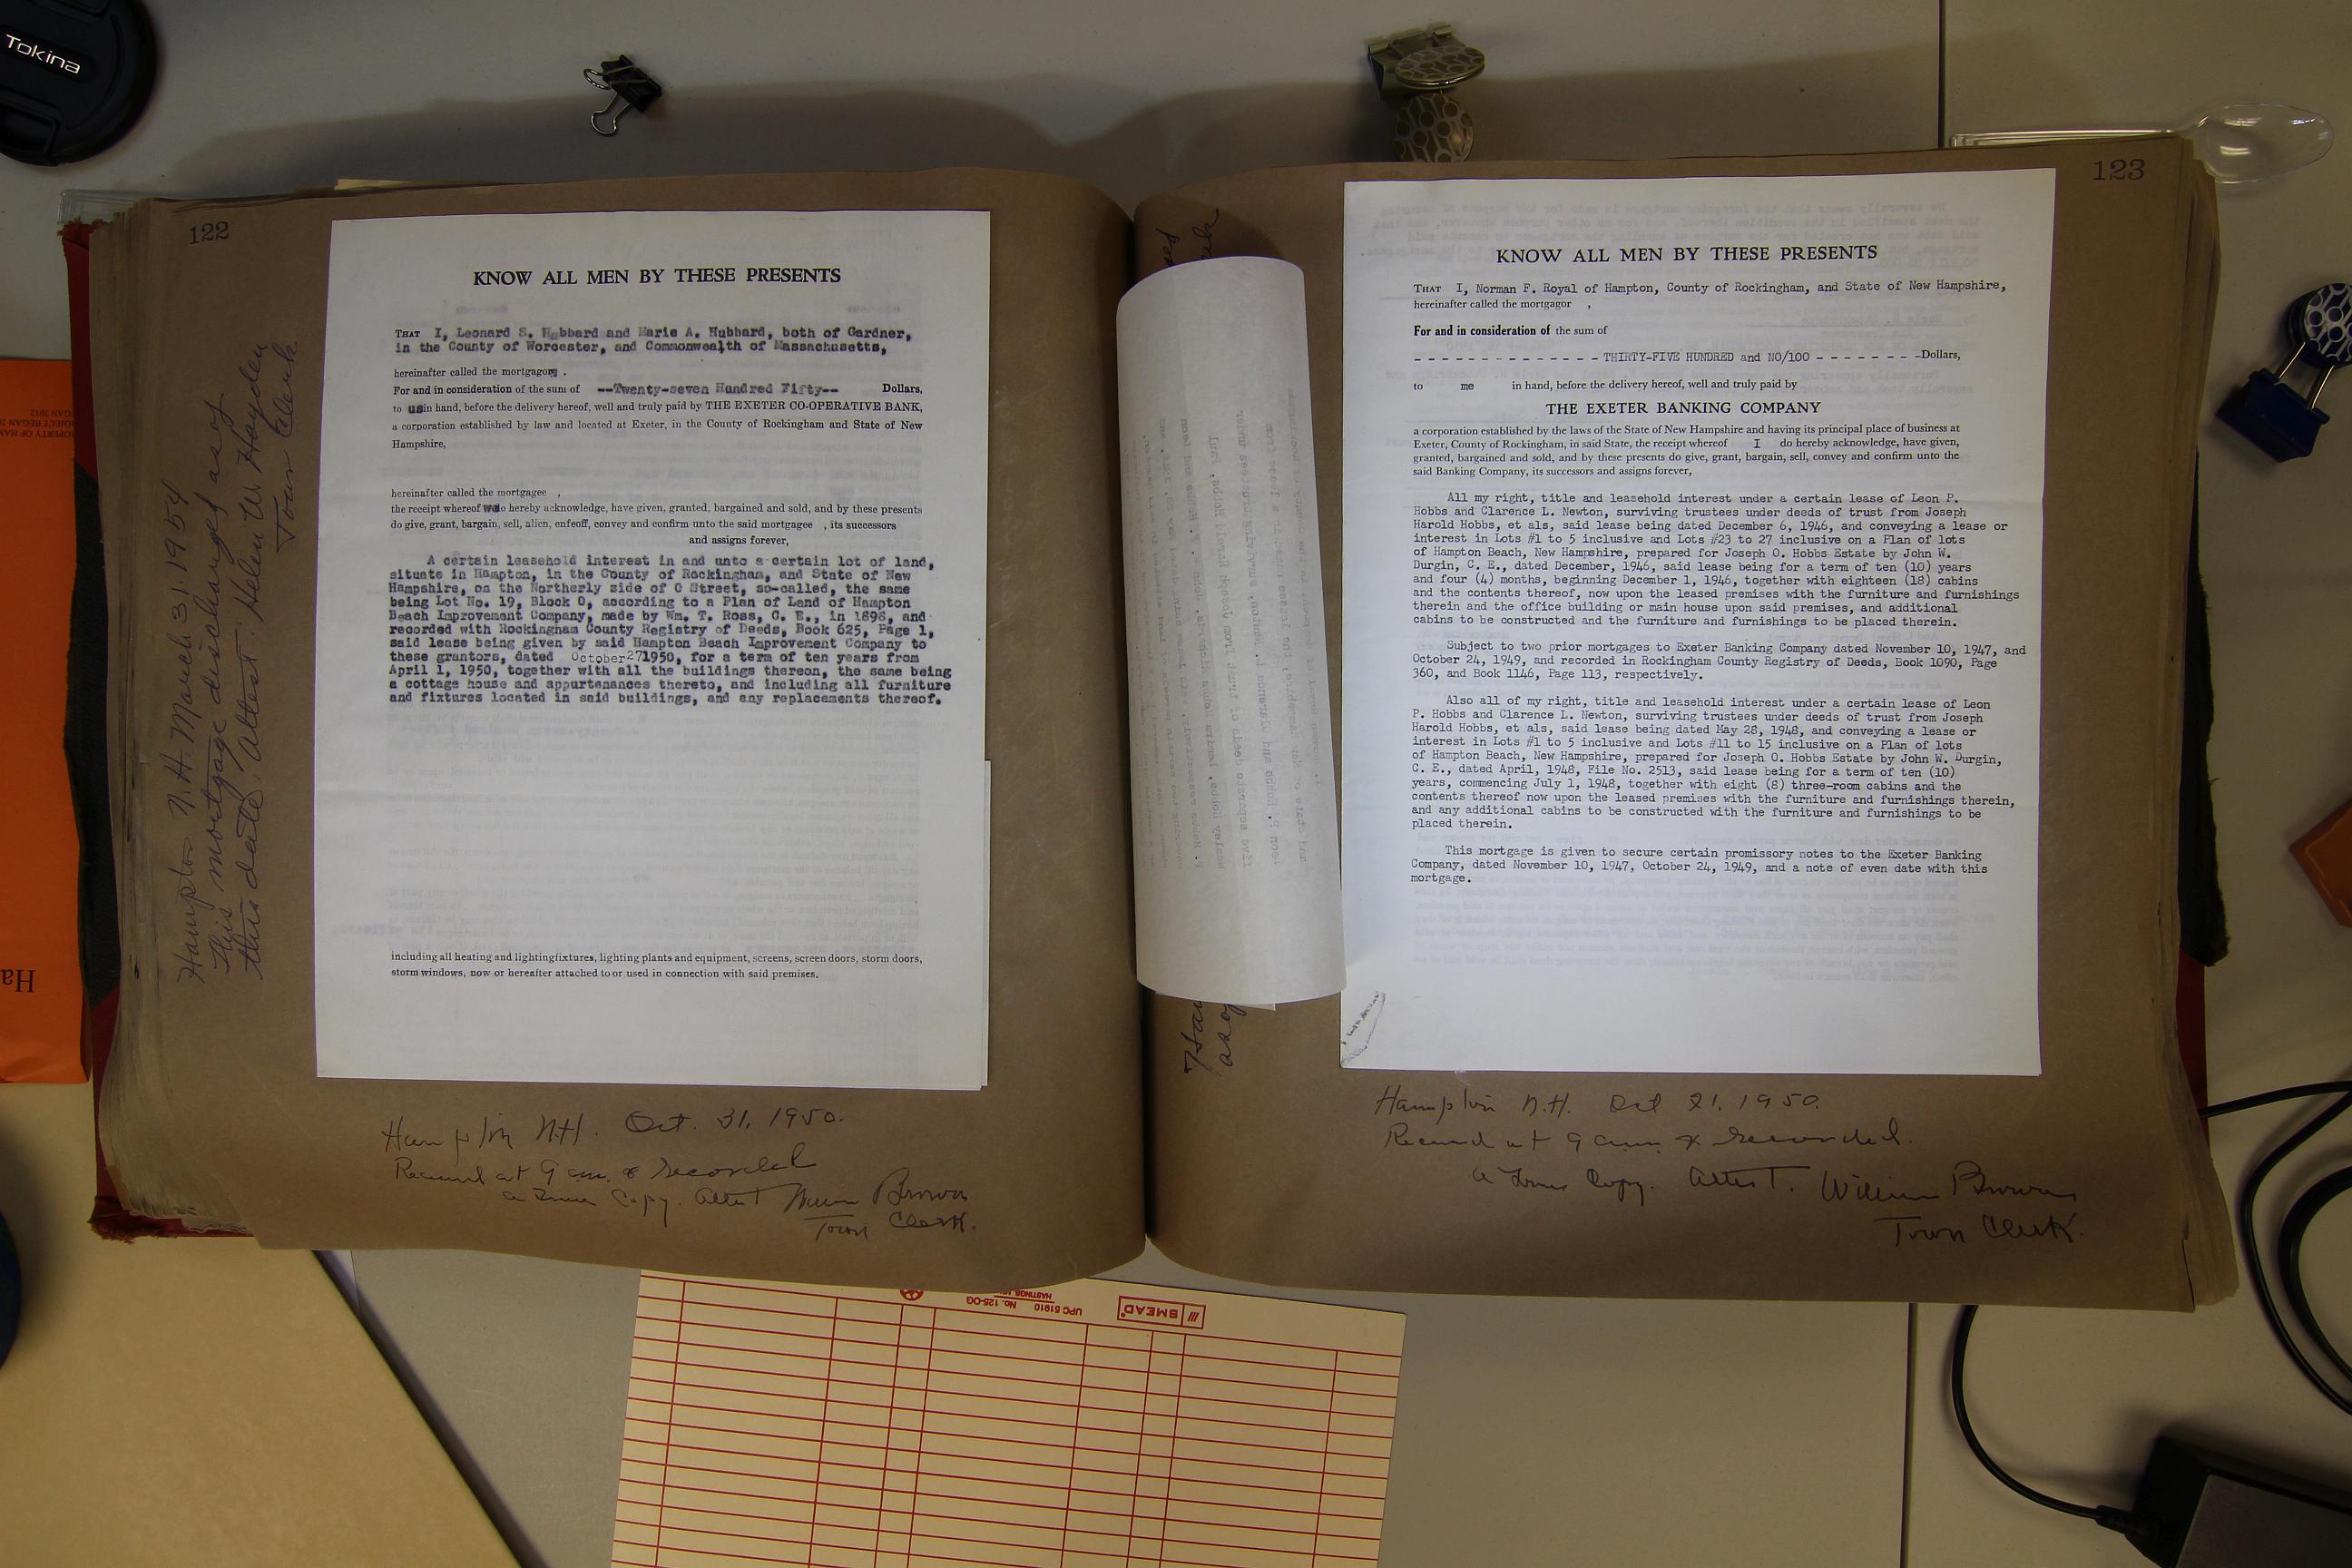 Tokina
122
KNOW ALL MEN BY THESE PRESENTS
THAT I, Leonard S. Hubbard and Marie A. Hubbard, both of Gardner,
in the County of Worcester, and Commonwealth of Massachusetts,
hereinafter called the mortgagors .
For and in consideration of the sum of --Twenty-seven Hundred Fifty-- Dollars,
to us in hand, before the delivery hereof, well and truly paid by THE EXETER CO-OPERATIVE BANK,
a corporation established by law and located at Exeter, in the County of Rockingham and State of New
Hampshire,
hereinafter called the mortgagee ,
the receipt whereof we do hereby acknowledge, have given, granted, bargained and sold, and by these presents
do give, grant, bargain, sell, alien, enfeoff, convey and confirm unto the said mortgagee , its successors
and assigns forever,
A certain leasehold interest in and unto a certain lot of land,
situate in Hampton, in the County of Rockingham, and State of New
Hampshire, on the Northerly side of O Street, so-called, the same
being Lot No. 19, Block O, according to a Plan of Land of Hampton
Beach Improvement Company, made by Wm. T. Ross, C. E., in 1898, and
recorded with Rockingham County Registry of Deeds, Book 625, Page 1,
said lease being given by said Hampton Beach Improvement Company to
these grantors, dated October 27 1950, for a term of ten years from
April 1, 1950, together with all the buildings thereon, the same being
a cottage house and appurtenances thereto, and including all furniture
and fixtures located in said buildings, and any replacements thereof.
including all heating and lighting fixtures, lighting plants and equipment, screens, screen doors, storm doors,
storm windows, now or hereafter attached to or used in connection with said premises.
Hampton N.H. Oct. 31, 1950.
Received at 9 a.m. & recorded
a True Copy. Attest William Brown
Town Clerk.
Hampton N.H. March 31, 1954
This mortgage discharged as of
this date. Attest: Helen W. Hayden
Town Clerk
123
KNOW ALL MEN BY THESE PRESENTS
THAT I, Norman F. Royal of Hampton, County of Rockingham, and State of New Hampshire,
hereinafter called the mortgagor ,
For and in consideration of the sum of
- - - - - - - - - - - - - - THIRTY-FIVE HUNDRED and NO/100 - - - - - - - -Dollars,
to me in hand, before the delivery hereof, well and truly paid by
THE EXETER BANKING COMPANY
a corporation established by the laws of the State of New Hampshire and having its principal place of business at
Exeter, County of Rockingham, in said State, the receipt whereof I do hereby acknowledge, have given,
granted, bargained and sold, and by these presents do give, grant, bargain, sell, convey and confirm unto the
said Banking Company, its successors and assigns forever,
All my right, title and leasehold interest under a certain lease of Leon P.
Hobbs and Clarence L. Newton, surviving trustees under deeds of trust from Joseph
Harold Hobbs, et als, said lease being dated December 6, 1946, and conveying a lease or
interest in Lots #1 to 5 inclusive and Lots #23 to 27 inclusive on a Plan of lots
of Hampton Beach, New Hampshire, prepared for Joseph O. Hobbs Estate by John W.
Durgin, C. E., dated December, 1946, said lease being for a term of ten (10) years
and four (4) months, beginning December 1, 1946, together with eighteen (18) cabins
and the contents thereof, now upon the leased premises with the furniture and furnishings
therein and the office building or main house upon said premises, and additional
cabins to be constructed and the furniture and furnishings to be placed therein.
Subject to two prior mortgages to Exeter Banking Company dated November 10, 1947, and
October 24, 1949, and recorded in Rockingham County Registry of Deeds, Book 1090, Page
360, and Book 1146, Page 113, respectively.
Also all of my right, title and leasehold interest under a certain lease of Leon
P. Hobbs and Clarence L. Newton, surviving trustees under deeds of trust from Joseph
Harold Hobbs, et als, said lease being dated May 28, 1948, and conveying a lease or
interest in Lots #1 to 5 inclusive and Lots #11 to 15 inclusive on a Plan of lots
of Hampton Beach, New Hampshire, prepared for Joseph O. Hobbs Estate by John W. Durgin,
C. E., dated April, 1948, File No. 2513, said lease being for a term of ten (10)
years, commencing July 1, 1948, together with eight (8) three-room cabins and the
contents thereof now upon the leased premises with the furniture and furnishings therein,
and any additional cabins to be constructed with the furniture and furnishings to be
placed therein.
This mortgage is given to secure certain promissory notes to the Exeter Banking
Company, dated November 10, 1947, October 24, 1949, and a note of even date with this
mortgage.
Hampton N.H. Oct 21, 1950.
Received at 9 a.m. & recorded.
a True Copy. Attest. William Brown
Town Clerk.
SMEAD
UPC 51910
No. 125-OG